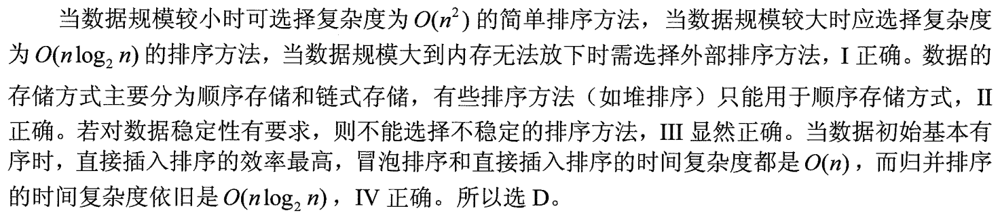 当数据规模较小时可选择复杂度为 O(n²) 的简单排序方法，当数据规模较大时应选择复杂度
为 O(nlog₂ n) 的排序方法，当数据规模大到内存无法放下时需选择外部排序方法，I 正确。数据的
存储方式主要分为顺序存储和链式存储，有些排序方法（如堆排序）只能用于顺序存储方式，II
正确。若对数据稳定性有要求，则不能选择不稳定的排序方法，III 显然正确。当数据初始基本有
序时，直接插入排序的效率最高，冒泡排序和直接插入排序的时间复杂度都是 O(n)，而归并排序
的时间复杂度依旧是 O(nlog₂ n)，IV 正确。所以选 D。